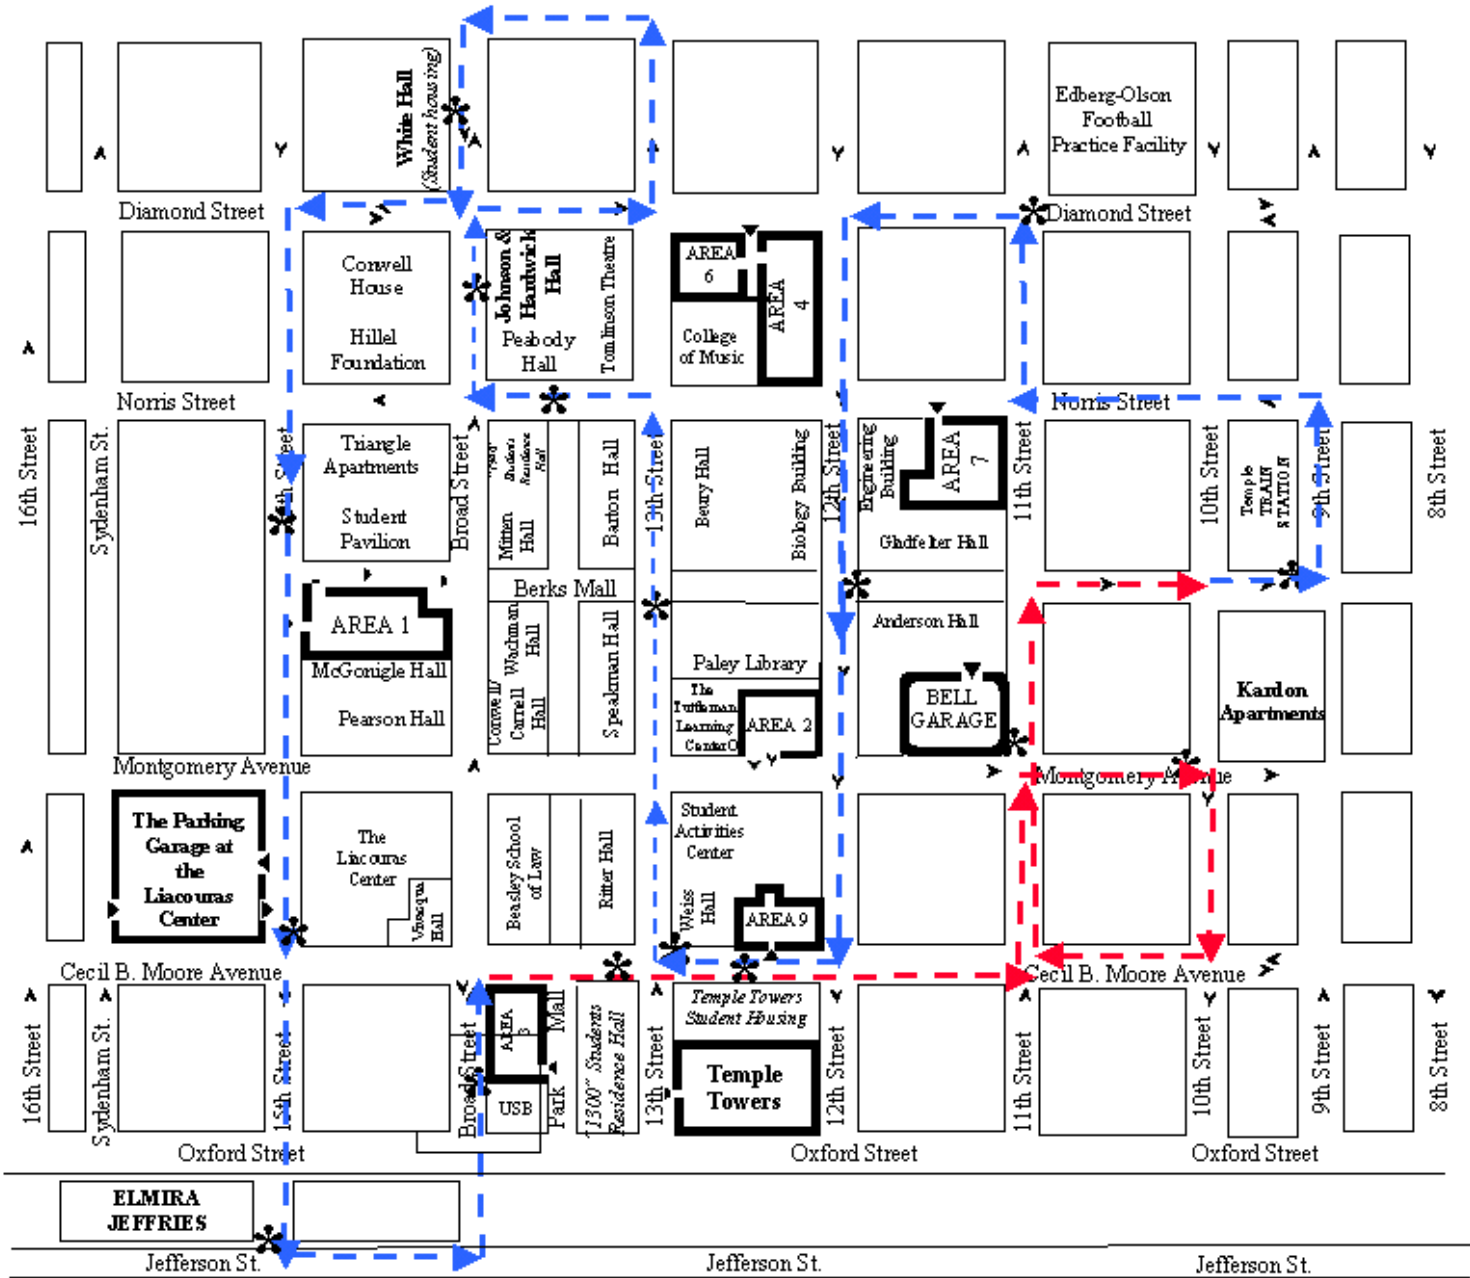 White Hall
(Student housing)
Edberg-Olson
Football
Practice Facility
Diamond Street
Diamond Street
Conwell
House
Hillel
Foundation
Johnson &
Hardwick
Hall
Peabody
Hall
Tomlinson Theatre
AREA
6
AREA
4
College
of Music
Norris Street
Norris Street
16th Street
Sydenham St.
Street
Triangle
Apartments
Student
Pavilion
Broad Street
Students
Residence
Hall
Mitten
Hall
Barton Hall
13th Street
Beury Hall
Biology Building
12th Street
Engineering
Building
AREA
7
Gladfelter Hall
11th Street
10th Street
Temple
TRAIN
STATION
9th Street
8th Street
Berks Mall
AREA 1
McGonigle Hall
Pearson Hall
Conwell/
Carnell
Hall
Wachman
Hall
Speakman Hall
Paley Library
The
Tuttleman
Learning
Center
AREA 2
Anderson Hall
BELL
GARAGE
Kardon
Apartments
Montgomery Avenue
Montgomery Avenue
The Parking
Garage at
the
Liacouras
Center
The
Liacouras
Center
Hall
Beasley School
of Law
Ritter Hall
Student
Activities
Center
Weiss
Hall
AREA 9
Cecil B. Moore Avenue
Cecil B. Moore Avenue
16th Street
Sydenham St.
15th Street
Broad Street
AREA
USB
Park Mall
"1300" Students
Residence Hall
13th Street
Temple Towers
Student Housing
Temple
Towers
12th Street
11th Street
10th Street
9th Street
8th Street
Oxford Street
Oxford Street
Oxford Street
ELMIRA
JEFFRIES
Jefferson St.
Jefferson St.
Jefferson St.